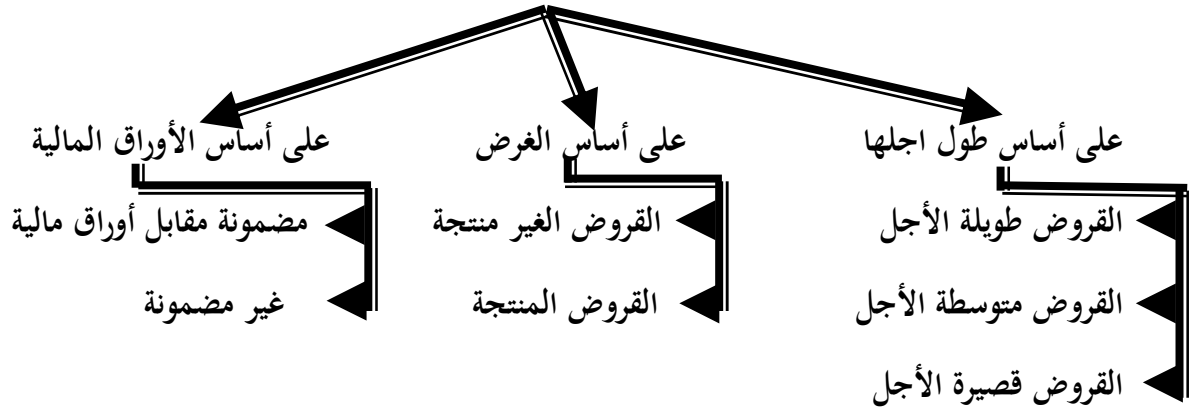 على أساس طول اجلها
على أساس الغرض
على أساس الأوراق المالية
القروض طويلة الأجل
القروض الغير منتجة
مضمونة مقابل أوراق مالية
القروض متوسطة الأجل
القروض المنتجة
غير مضمونة
القروض قصيرة الأجل